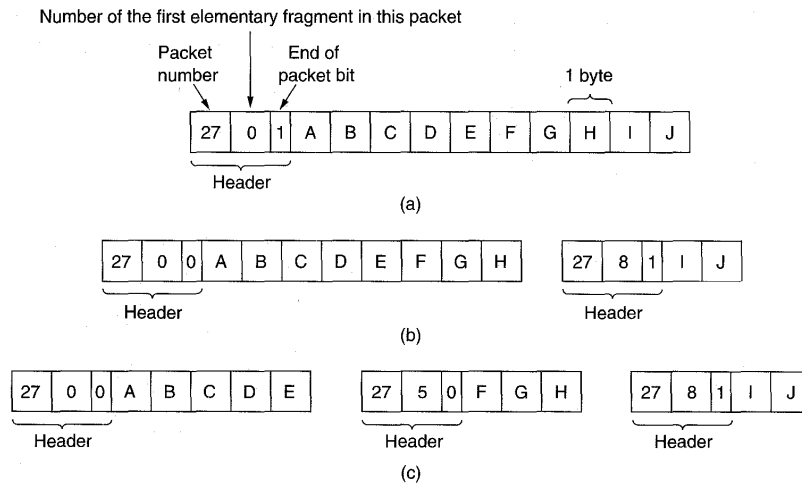 Number of the first elementary fragment in this packet
Packet number
End of packet bit
1 byte
27 0 1 A B C D E F G H I J
Header
(a)
27 0 0 A B C D E F G H
27 8 1 I J
Header
Header
(b)
27 0 0 A B C D E
27 5 0 F G H
27 8 1 I J
Header
Header
Header
(c)